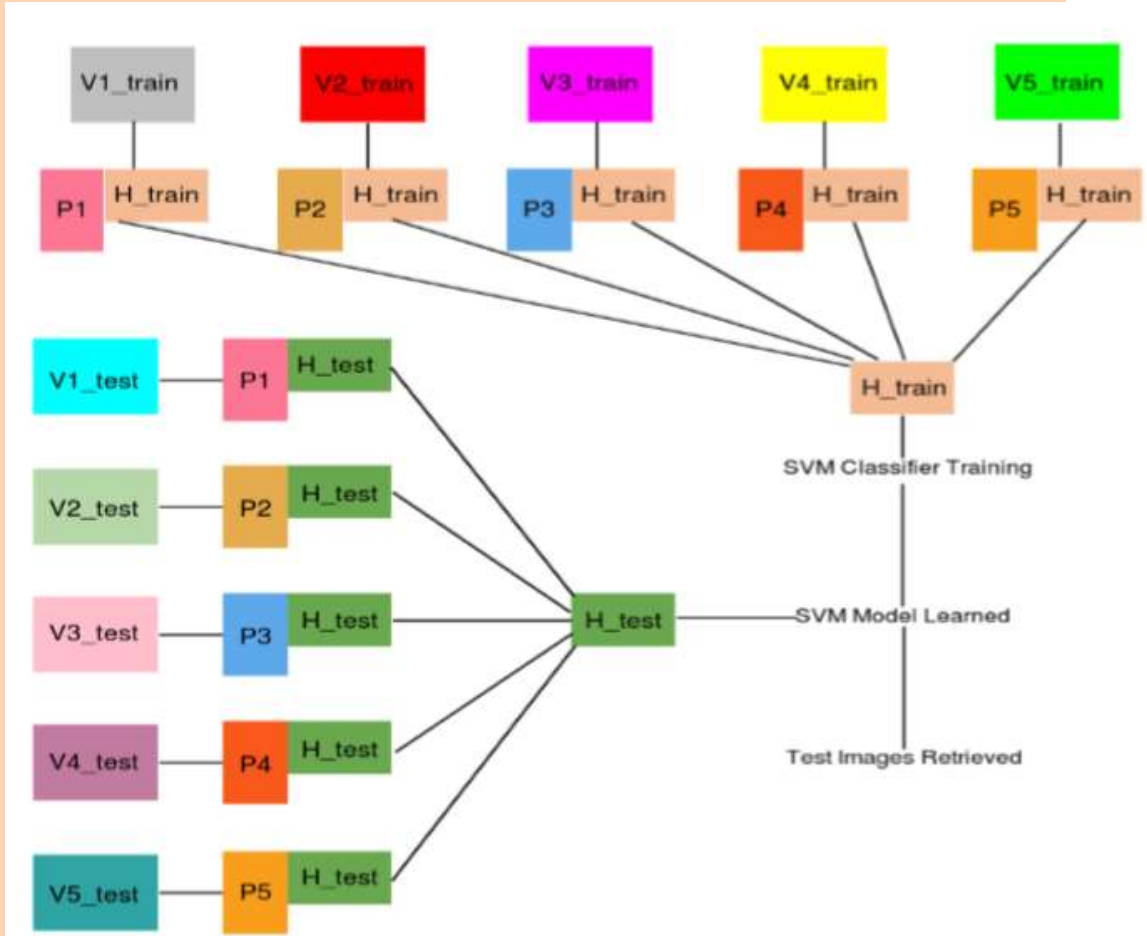 V1_train
V2_train
V3_train
V4_train
V5_train
P1
H_train
P2
H_train
P3
H_train
P4
H_train
P5
H_train
V1_test
P1
H_test
H_train
SVM Classifier Training
V2_test
P2
H_test
V3_test
P3
H_test
H_test
SVM Model Learned
V4_test
P4
H_test
Test Images Retrieved
V5_test
P5
H_test